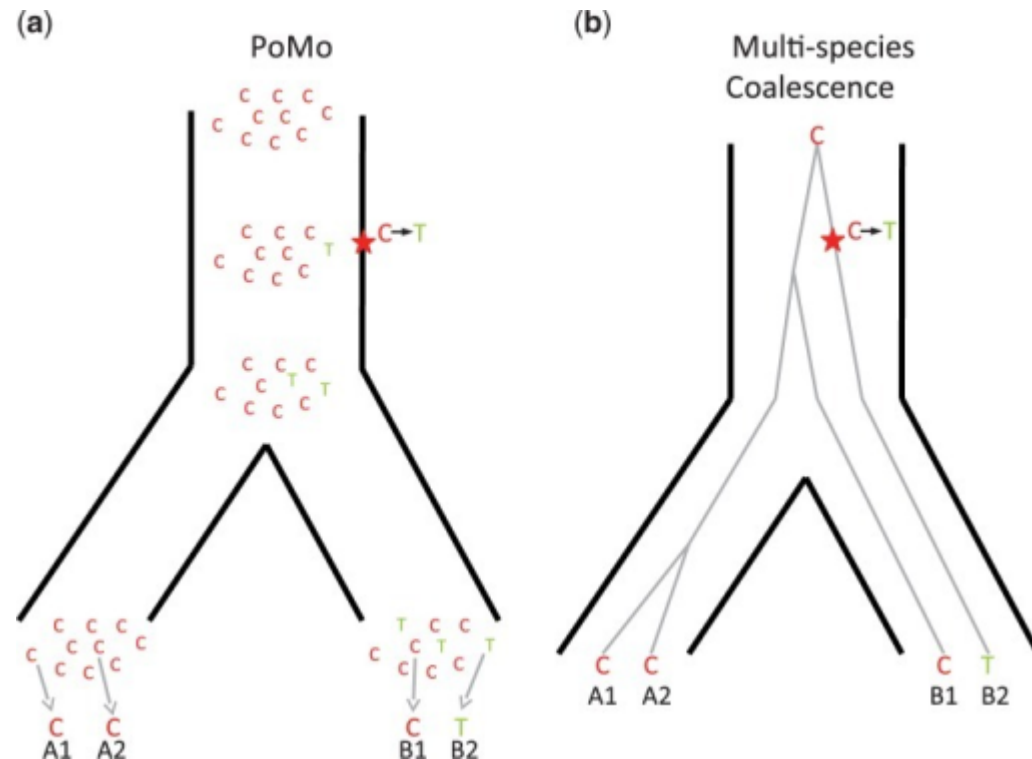 (a)
PoMo
C C C
C C C C
C C C
C C C
C C C T
C C C
C→T
C C C
C C T T
C C C
C C C
C C C C
C C C
T C C
C C T T
C C C
C C
A1 A2
C T
B1 B2
(b)
Multi-species
Coalescence
C
C→T
C C
A1 A2
C T
B1 B2